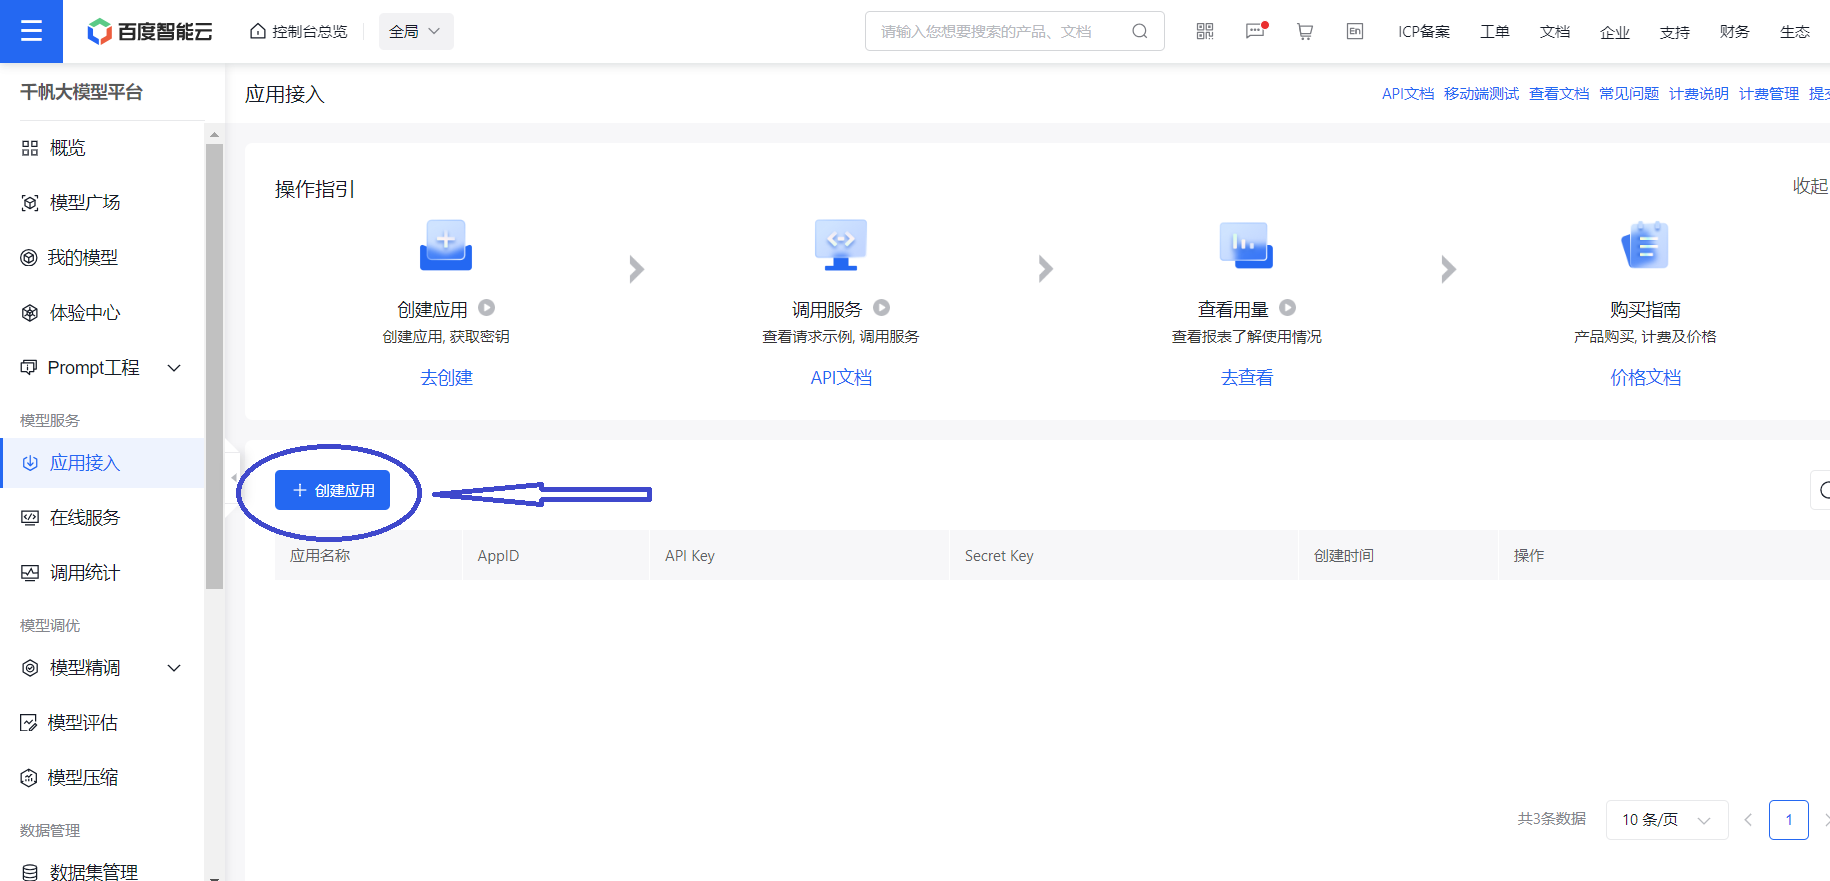 百度智能云
控制台总览
全局
请输入您想要搜索的产品、文档
En
ICP备案
工单
文档
企业
支持
财务
生态
千帆大模型平台
概览
模型广场
我的模型
体验中心
Prompt工程
模型服务
应用接入
在线服务
调用统计
模型调优
模型精调
模型评估
模型压缩
数据管理
数据集管理
应用接入
API文档 移动端测试 查看文档 常见问题 计费说明 计费管理 提交
操作指引
收起
创建应用
创建应用, 获取密钥
去创建
调用服务
查看请求示例, 调用服务
API文档
查看用量
查看报表了解使用情况
去查看
购买指南
产品购买, 计费及价格
价格文档
+ 创建应用
应用名称 AppID API Key Secret Key 创建时间 操作
共3条数据 10 条/页 1